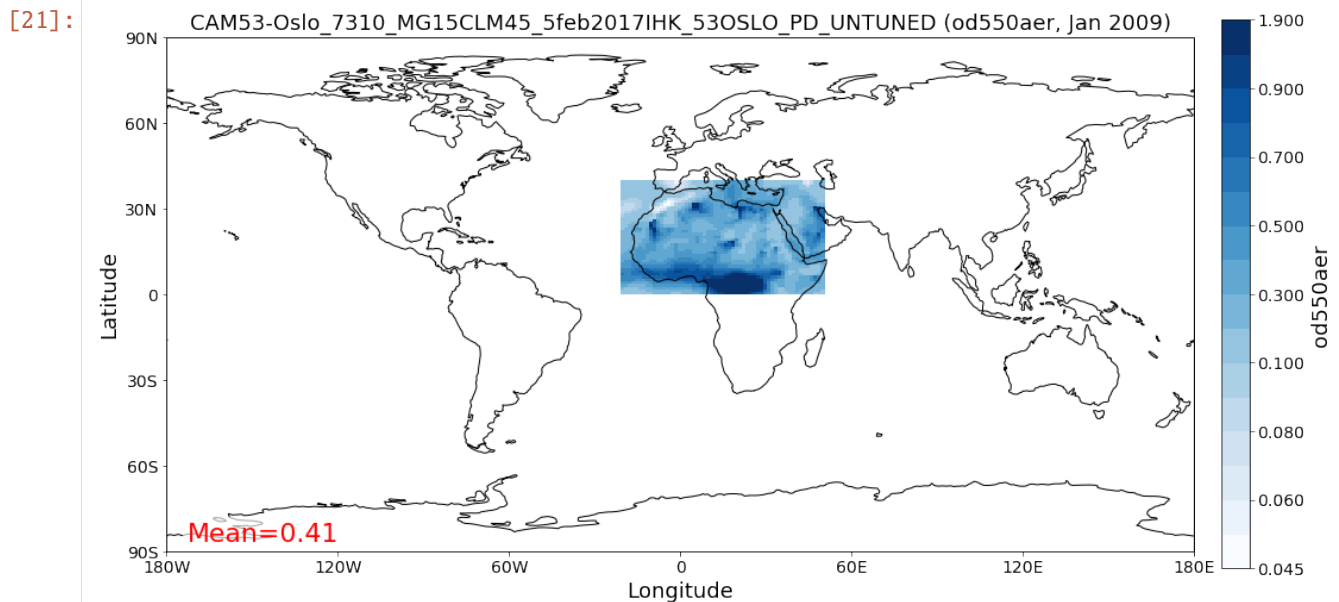 [21]:
CAM53-Oslo_7310_MG15CLM45_5feb2017IHK_53OSLO_PD_UNTUNED (od550aer, Jan 2009)
90N
60N
30N
0
30S
60S
90S
Latitude
Mean=0.41
180W
120W
60W
0
60E
120E
180E
Longitude
1.900
0.900
0.700
0.500
0.300
0.100
0.080
0.060
0.045
od550aer